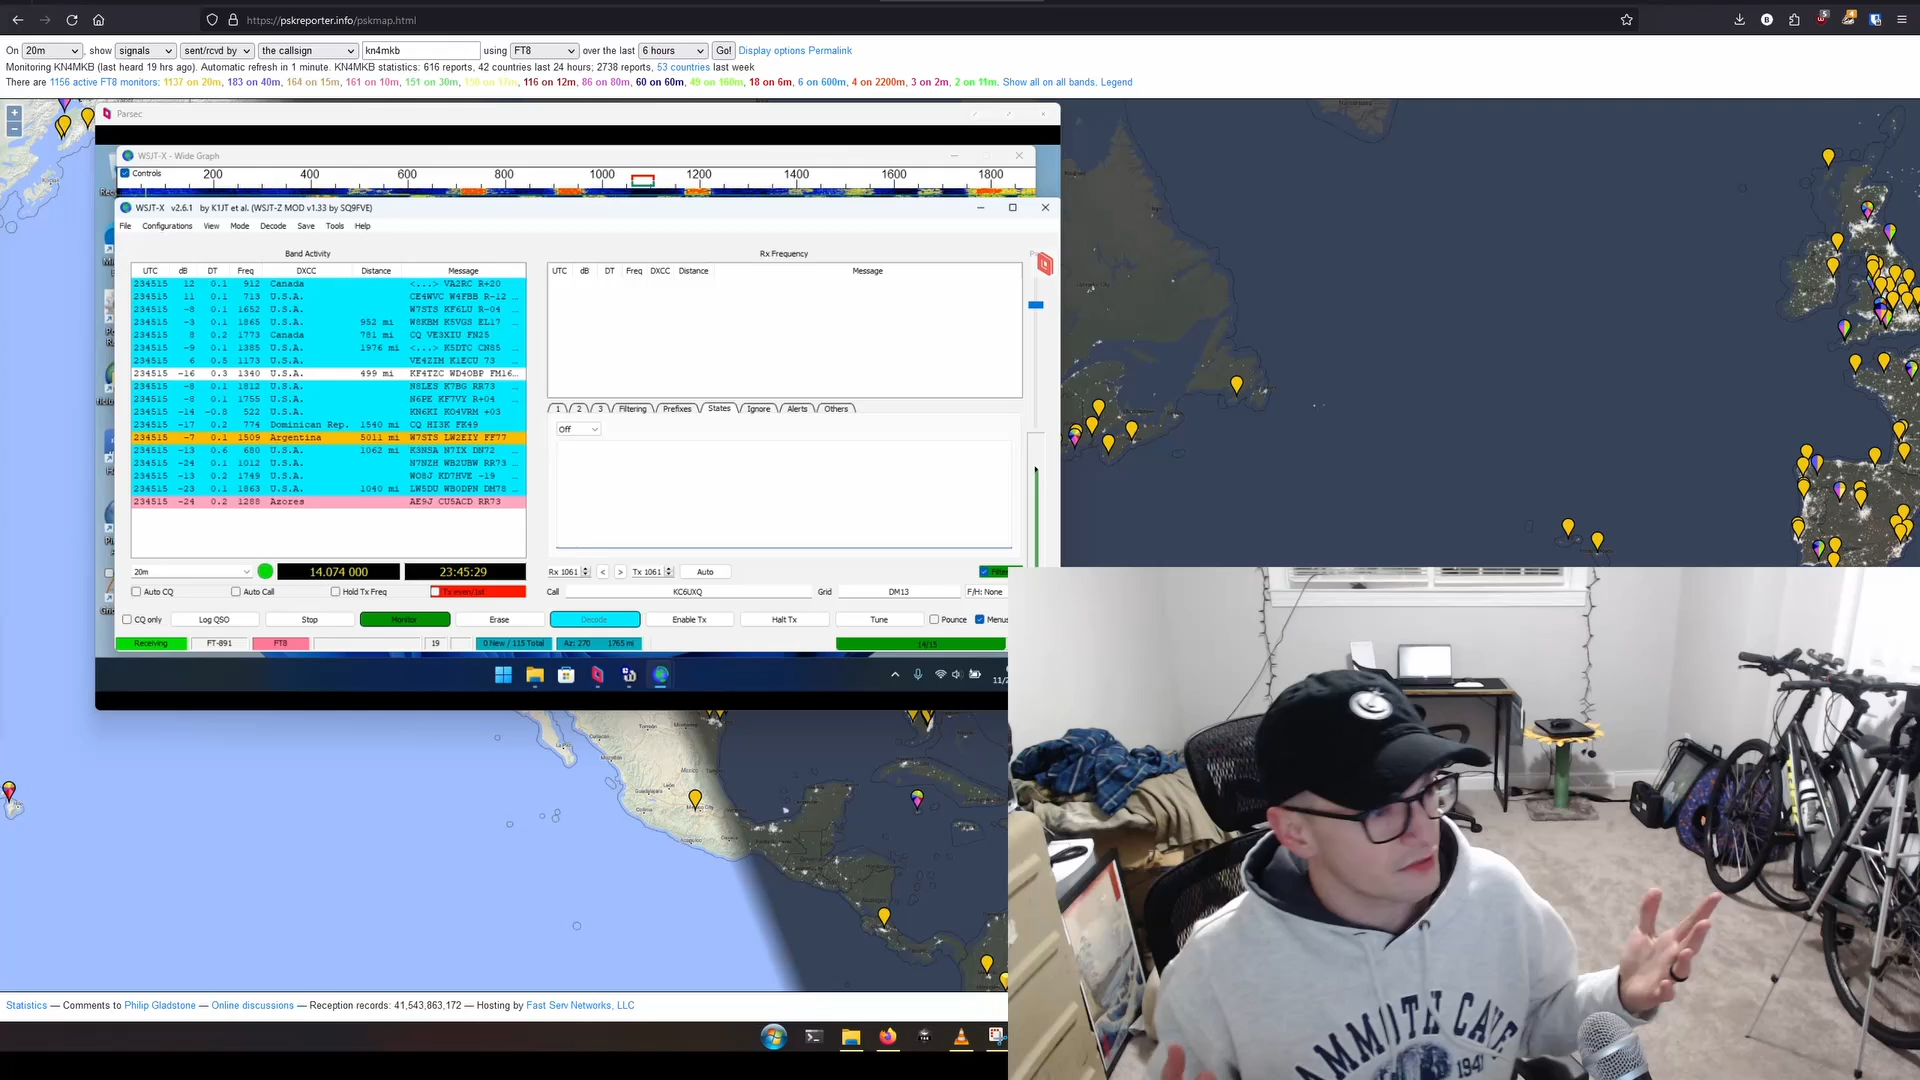 https://pskreporter.info/pskmap.html
On 20m , show signals sent/rcvd by the callsign kn4mkb using FT8 over the last 6 hours Go! Display options Permalink
Monitoring KN4MKB (last heard 19 hrs ago). Automatic refresh in 1 minute. KN4MKB statistics: 616 reports, 42 countries last 24 hours; 2738 reports, 53 countries last week
There are 1156 active FT8 monitors: 1137 on 20m, 183 on 40m, 164 on 15m, 161 on 10m, 151 on 30m, 150 on 17m, 116 on 12m, 86 on 80m, 60 on 60m, 49 on 160m, 18 on 6m, 6 on 600m, 4 on 2200m, 3 on 2m, 2 on 11m. Show all on all bands. Legend
Parsec
WSJT-X - Wide Graph
Controls 200 400 600 800 1000 1200 1400 1600 1800
WSJT-X v2.6.1 by K1JT et al. (WSJT-Z MOD v1.33 by SQ9FVE)
File Configurations View Mode Decode Save Tools Help
Band Activity
UTC dB DT Freq DXCC Distance Message
234515 12 0.1 912 Canada <...> VA2RC R+20
234515 11 0.1 713 U.S.A. CE4WVC W4FBB R-12 ...
234515 -8 0.1 1652 U.S.A. W7STS KF6LU R-04 ...
234515 -3 0.1 1865 U.S.A. 952 mi W8KBM K5VGS EL17 ...
234515 8 0.2 1773 Canada 781 mi CQ VE3XIU FN25
234515 -9 0.1 1385 U.S.A. 1976 mi <...> K5DTC CN85 ...
234515 6 0.5 1173 U.S.A. VE4ZIM K1ECU 73 ...
234515 -16 0.3 1340 U.S.A. 499 mi KF4TZC WD4OBP FM16...
234515 -8 0.1 1812 U.S.A. N8LES K7BG RR73 ...
234515 -8 0.1 1755 U.S.A. N6PE KF7VY R+04 ...
234515 -14 -0.8 522 U.S.A. KN6KI KO4VRM +03 ...
234515 -17 0.2 774 Dominican Rep. 1540 mi CQ HI3K FK49
234515 -7 0.1 1509 Argentina 5011 mi W7STS LW2EIY FF77
234515 -13 0.6 680 U.S.A. 1062 mi K3NSA N7IX DN72 ...
234515 -24 0.1 1012 U.S.A. N7NZH WB2UBW RR73 ...
234515 -13 0.2 1749 U.S.A. WO8J KD7HVE -19 ...
234515 -23 0.1 1863 U.S.A. 1040 mi LW5DU WB0DPN DM78 ...
234515 -24 0.2 1288 Azores AE9J CU5ACD RR73
Rx Frequency
UTC dB DT Freq DXCC Distance Message
1 2 3 Filtering Prefixes States Ignore Alerts Others
Off
20m 14.074 000 23:45:29
Rx 1061 < > Tx 1061 Auto
Auto CQ Auto Call Hold Tx Freq Tx even/1st
Call KC6UXQ Grid DM13 F/H: None
CQ only Log QSO Stop Monitor Erase Decode Enable Tx Halt Tx Tune Pounce Menus
Receiving FT-891 FT8 19 0 New / 115 Total Az: 270 1765 mi 14/15
11/2
Mexico
Statistics — Comments to Philip Gladstone — Online discussions — Reception records: 41,543,863,172 — Hosting by Fast Serv Networks, LLC
AMMOTH CAVE
194